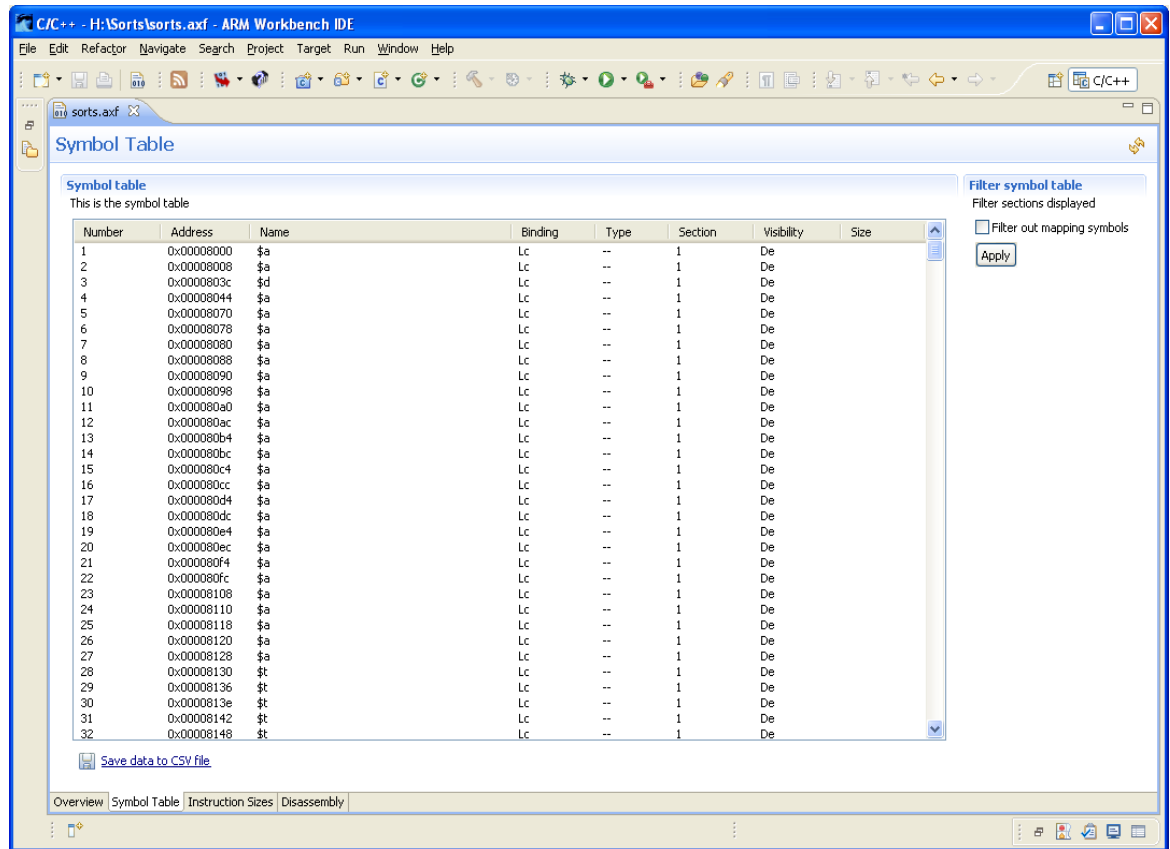 C/C++ - H:\Sorts\sorts.axf - ARM Workbench IDE
File Edit Refactor Navigate Search Project Target Run Window Help
C/C++
sorts.axf
Symbol Table
Symbol table
This is the symbol table
Filter symbol table
Filter sections displayed
Filter out mapping symbols
Apply
Number Address Name Binding Type Section Visibility Size
1 0x00008000 $a Lc -- 1 De
2 0x00008008 $a Lc -- 1 De
3 0x0000803c $d Lc -- 1 De
4 0x00008044 $a Lc -- 1 De
5 0x00008070 $a Lc -- 1 De
6 0x00008078 $a Lc -- 1 De
7 0x00008080 $a Lc -- 1 De
8 0x00008088 $a Lc -- 1 De
9 0x00008090 $a Lc -- 1 De
10 0x00008098 $a Lc -- 1 De
11 0x000080a0 $a Lc -- 1 De
12 0x000080ac $a Lc -- 1 De
13 0x000080b4 $a Lc -- 1 De
14 0x000080bc $a Lc -- 1 De
15 0x000080c4 $a Lc -- 1 De
16 0x000080cc $a Lc -- 1 De
17 0x000080d4 $a Lc -- 1 De
18 0x000080dc $a Lc -- 1 De
19 0x000080e4 $a Lc -- 1 De
20 0x000080ec $a Lc -- 1 De
21 0x000080f4 $a Lc -- 1 De
22 0x000080fc $a Lc -- 1 De
23 0x00008108 $a Lc -- 1 De
24 0x00008110 $a Lc -- 1 De
25 0x00008118 $a Lc -- 1 De
26 0x00008120 $a Lc -- 1 De
27 0x00008128 $a Lc -- 1 De
28 0x00008130 $t Lc -- 1 De
29 0x00008136 $t Lc -- 1 De
30 0x0000813e $t Lc -- 1 De
31 0x00008142 $t Lc -- 1 De
32 0x00008148 $t Lc -- 1 De
Save data to CSV file
Overview Symbol Table Instruction Sizes Disassembly